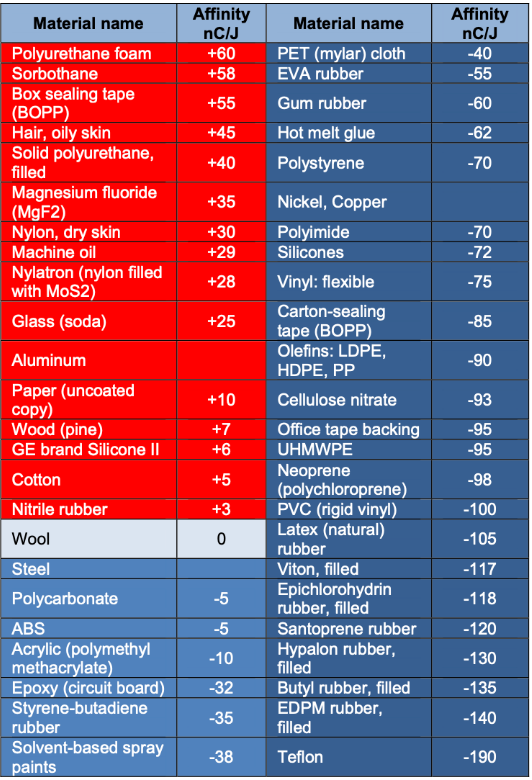 Material name Affinity nC/J Material name Affinity nC/J
Polyurethane foam +60 PET (mylar) cloth -40
Sorbothane +58 EVA rubber -55
Box sealing tape (BOPP) +55 Gum rubber -60
Hair, oily skin +45 Hot melt glue -62
Solid polyurethane, filled +40 Polystyrene -70
Magnesium fluoride (MgF2) +35 Nickel, Copper
Nylon, dry skin +30 Polyimide -70
Machine oil +29 Silicones -72
Nylatron (nylon filled with MoS2) +28 Vinyl: flexible -75
Glass (soda) +25 Carton-sealing tape (BOPP) -85
Aluminum Olefins: LDPE, HDPE, PP -90
Paper (uncoated copy) +10 Cellulose nitrate -93
Wood (pine) +7 Office tape backing -95
GE brand Silicone II +6 UHMWPE -95
Cotton +5 Neoprene (polychloroprene) -98
Nitrile rubber +3 PVC (rigid vinyl) -100
Wool 0 Latex (natural) rubber -105
Steel Viton, filled -117
Polycarbonate -5 Epichlorohydrin rubber, filled -118
ABS -5 Santoprene rubber -120
Acrylic (polymethyl methacrylate) -10 Hypalon rubber, filled -130
Epoxy (circuit board) -32 Butyl rubber, filled -135
Styrene-butadiene rubber -35 EDPM rubber, filled -140
Solvent-based spray paints -38 Teflon -190